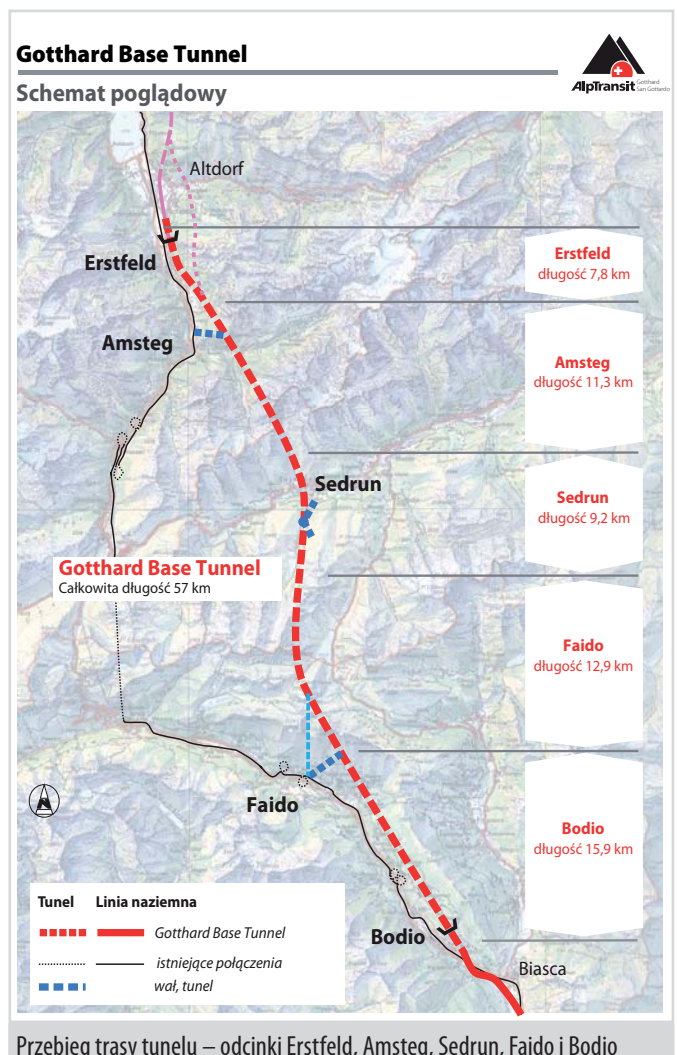 Gotthard Base Tunnel
AlpTransit
Gotthard
San Gottardo
Schemat poglądowy
Altdorf
Erstfeld
Erstfeld
długość 7,8 km
Amsteg
Amsteg
długość 11,3 km
Sedrun
Sedrun
długość 9,2 km
Gotthard Base Tunnel
Całkowita długość 57 km
Faido
długość 12,9 km
N
Faido
Bodio
długość 15,9 km
Tunel Linia naziemna
Gotthard Base Tunnel
istniejące połączenia
wał, tunel
Bodio
Biasca
Przebieg trasy tunelu – odcinki Erstfeld, Amsteg, Sedrun, Faido i Bodio